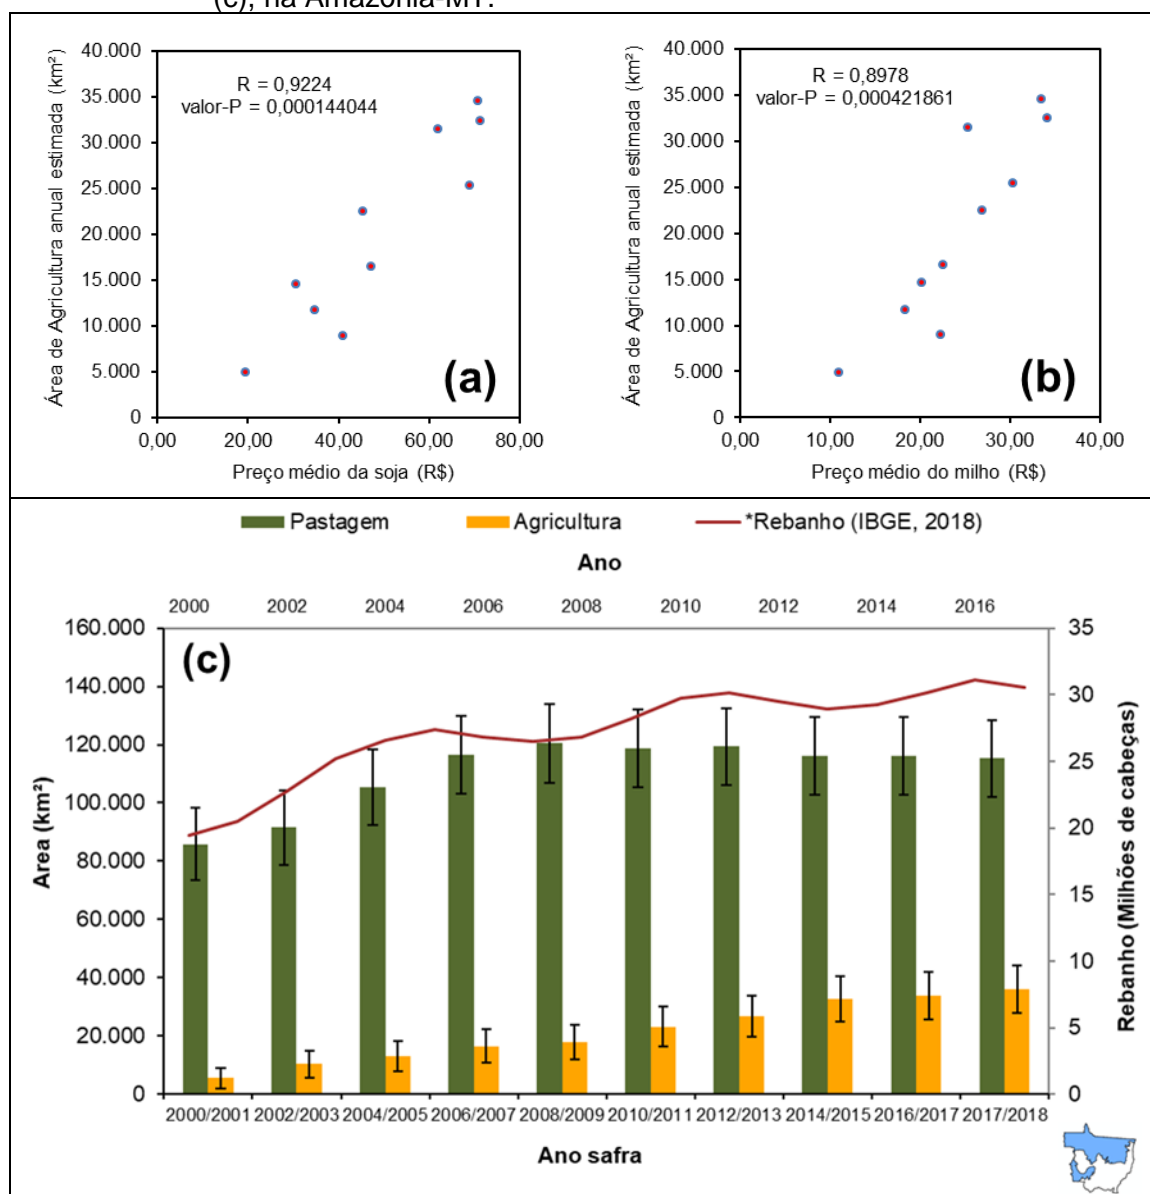 (c), na Amazônia-MT.
40.000
35.000
30.000
25.000
20.000
15.000
10.000
5.000
0
Área de Agricultura anual estimada (km²)
R = 0,9224
valor-P = 0,000144044
(a)
0,00 20,00 40,00 60,00 80,00
Preço médio da soja (R$)
40.000
35.000
30.000
25.000
20.000
15.000
10.000
5.000
0
Área de Agricultura anual estimada (km²)
R = 0,8978
valor-P = 0,000421861
(b)
0,00 10,00 20,00 30,00 40,00
Preço médio do milho (R$)
Pastagem Agricultura *Rebanho (IBGE, 2018)
Ano
2000 2002 2004 2006 2008 2010 2012 2014 2016
(c)
160.000
140.000
120.000
100.000
80.000
60.000
40.000
20.000
0
Area (km²)
35
30
25
20
15
10
5
0
Rebanho (Milhões de cabeças)
2000/2001 2002/2003 2004/2005 2006/2007 2008/2009 2010/2011 2012/2013 2014/2015 2016/2017 2017/2018
Ano safra